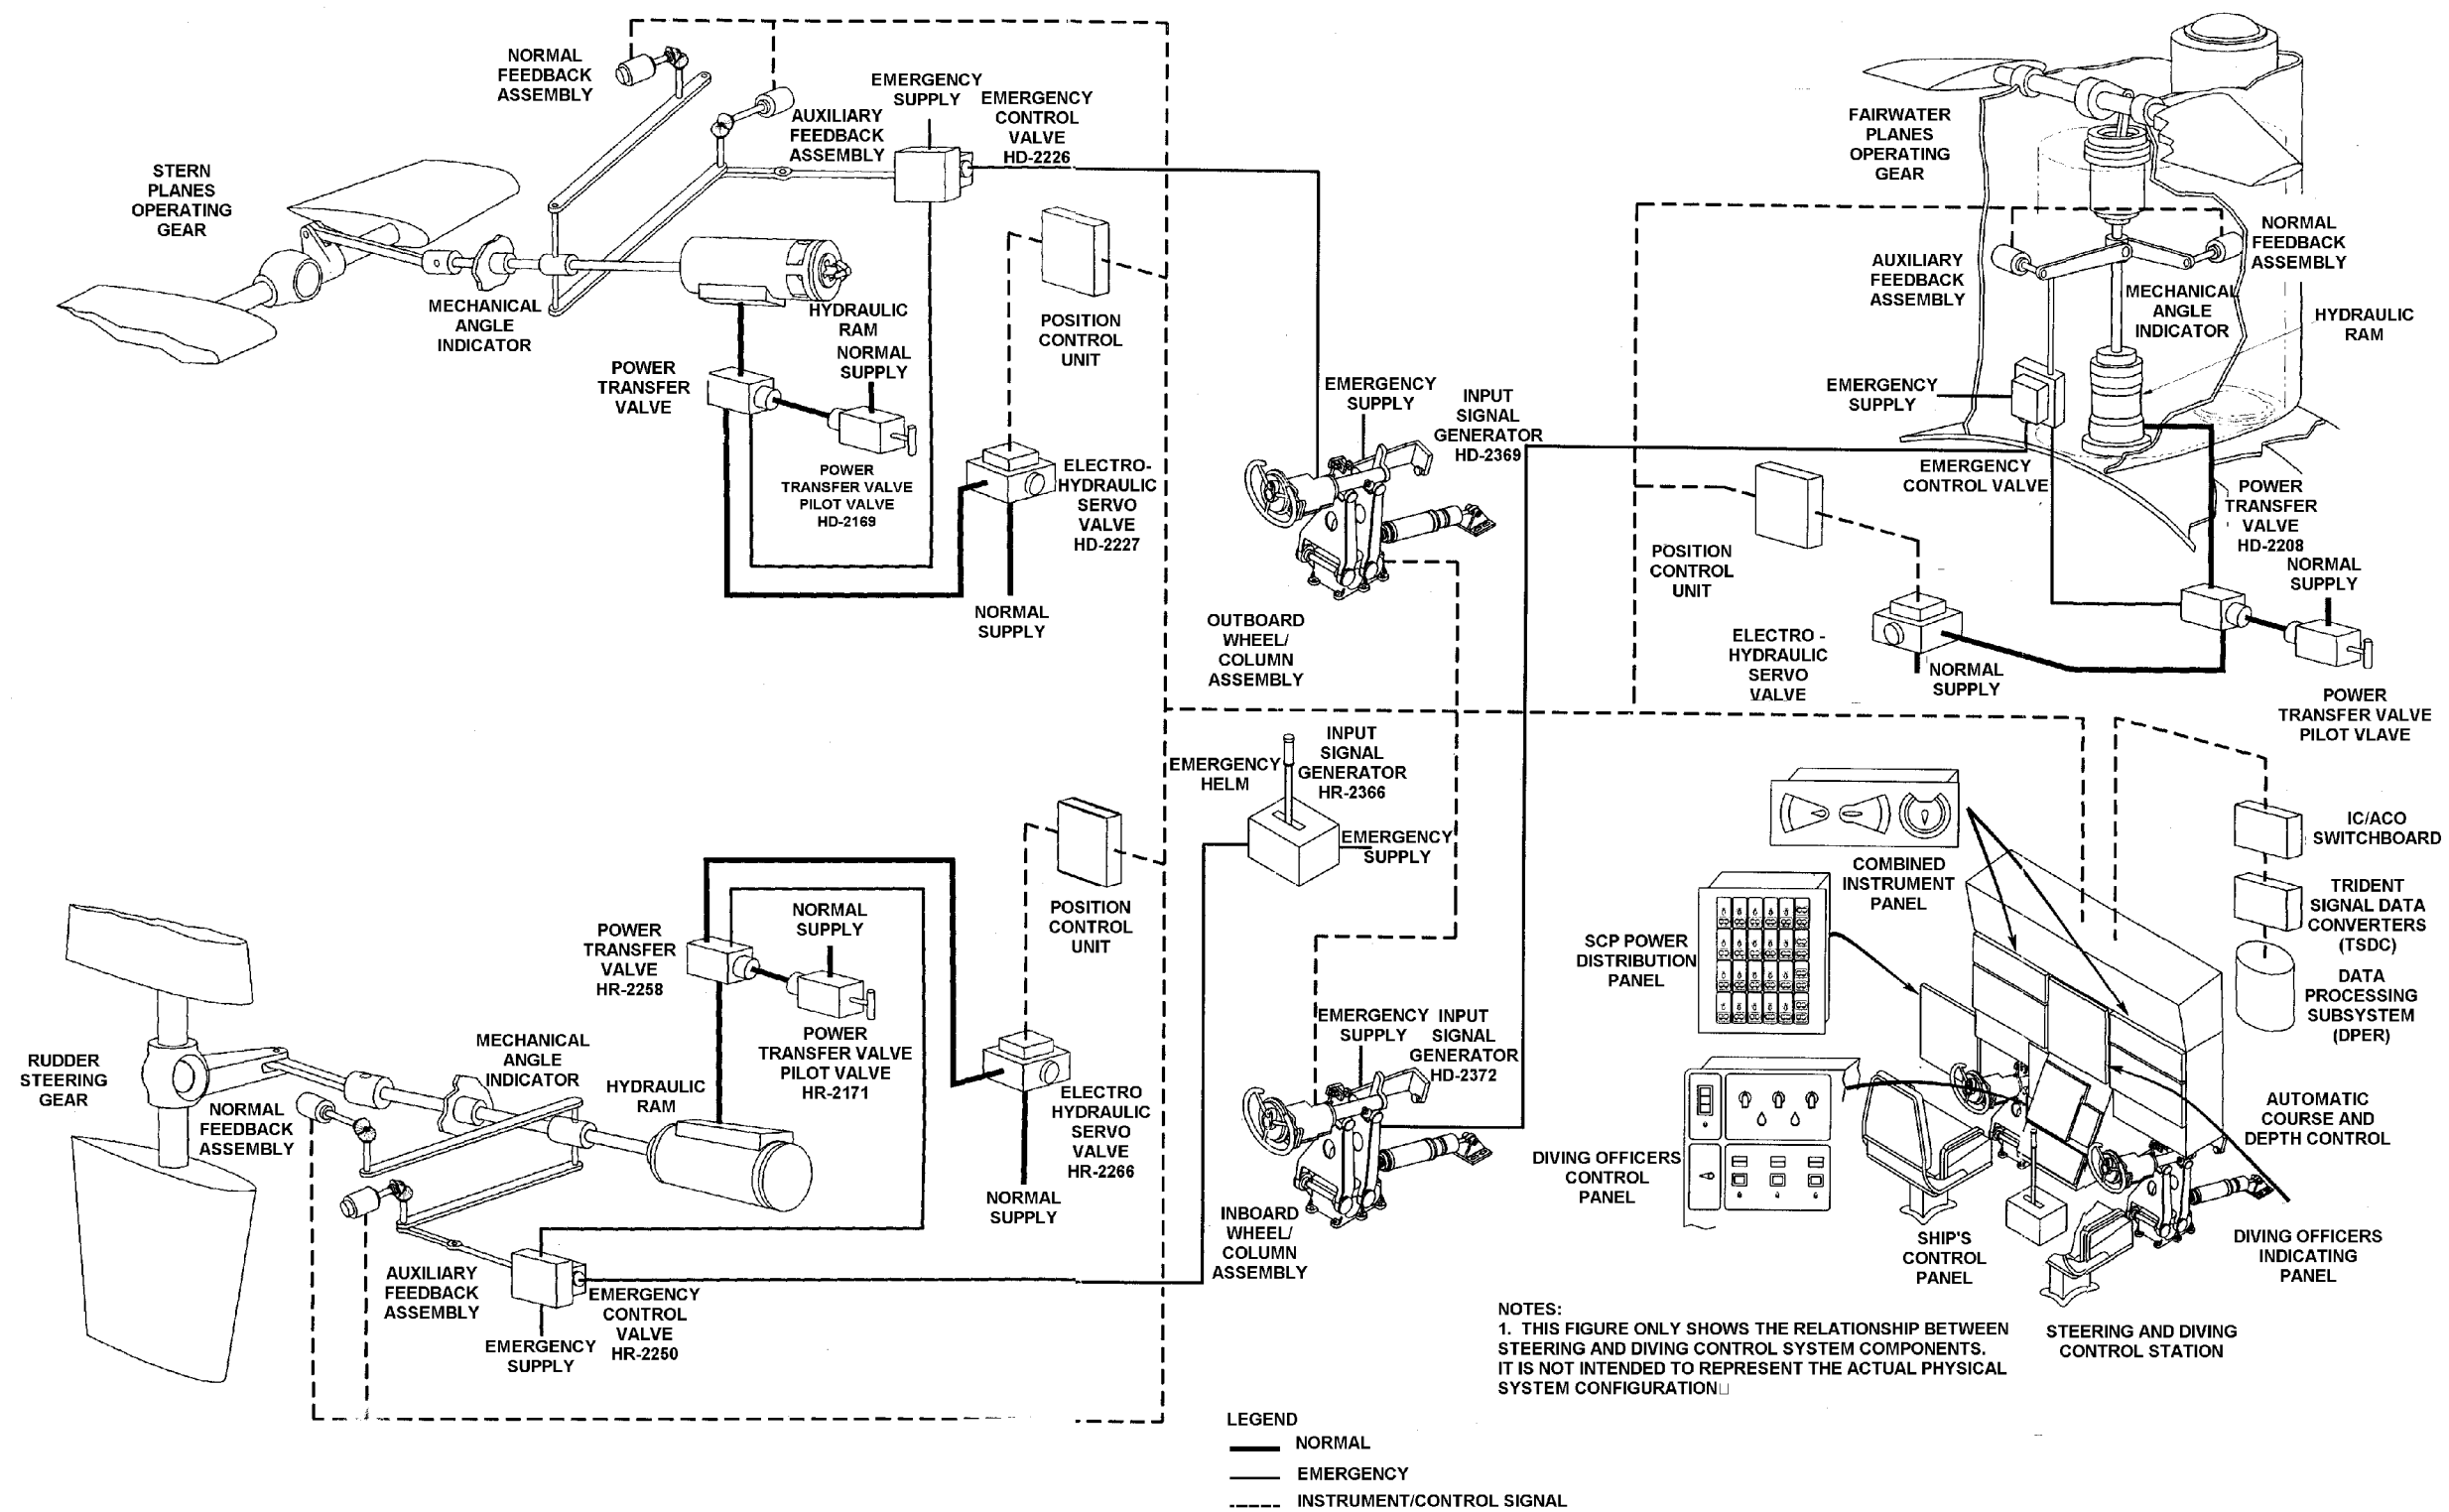 NORMAL
FEEDBACK
ASSEMBLY
EMERGENCY
SUPPLY
EMERGENCY
CONTROL
VALVE
HD-2226
AUXILIARY
FEEDBACK
ASSEMBLY
STERN
PLANES
OPERATING
GEAR
MECHANICAL
ANGLE
INDICATOR
HYDRAULIC
RAM
NORMAL
SUPPLY
POWER
TRANSFER
VALVE
POWER
TRANSFER VALVE
PILOT VALVE
HD-2169
POSITION
CONTROL
UNIT
ELECTRO-
HYDRAULIC
SERVO
VALVE
HD-2227
NORMAL
SUPPLY
EMERGENCY
SUPPLY
INPUT
SIGNAL
GENERATOR
HD-2369
OUTBOARD
WHEEL/
COLUMN
ASSEMBLY
FAIRWATER
PLANES
OPERATING
GEAR
NORMAL
FEEDBACK
ASSEMBLY
AUXILIARY
FEEDBACK
ASSEMBLY
MECHANICAL
ANGLE
INDICATOR
HYDRAULIC
RAM
EMERGENCY
SUPPLY
EMERGENCY
CONTROL VALVE
POWER
TRANSFER
VALVE
HD-2208
NORMAL
SUPPLY
POSITION
CONTROL
UNIT
ELECTRO -
HYDRAULIC
SERVO
VALVE
NORMAL
SUPPLY
POWER
TRANSFER VALVE
PILOT VLAVE
EMERGENCY
HELM
INPUT
SIGNAL
GENERATOR
HR-2366
EMERGENCY
SUPPLY
COMBINED
INSTRUMENT
PANEL
IC/ACO
SWITCHBOARD
TRIDENT
SIGNAL DATA
CONVERTERS
(TSDC)
DATA
PROCESSING
SUBSYSTEM
(DPER)
SCP POWER
DISTRIBUTION
PANEL
POSITION
CONTROL
UNIT
NORMAL
SUPPLY
POWER
TRANSFER
VALVE
HR-2258
POWER
TRANSFER VALVE
PILOT VALVE
HR-2171
MECHANICAL
ANGLE
INDICATOR
HYDRAULIC
RAM
RUDDER
STEERING
GEAR
NORMAL
FEEDBACK
ASSEMBLY
ELECTRO
HYDRAULIC
SERVO
VALVE
HR-2266
NORMAL
SUPPLY
EMERGENCY
SUPPLY
INPUT
SIGNAL
GENERATOR
HD-2372
INBOARD
WHEEL/
COLUMN
ASSEMBLY
AUXILIARY
FEEDBACK
ASSEMBLY
EMERGENCY
SUPPLY
EMERGENCY
CONTROL
VALVE
HR-2250
DIVING OFFICERS
CONTROL
PANEL
SHIP'S
CONTROL
PANEL
AUTOMATIC
COURSE AND
DEPTH CONTROL
DIVING OFFICERS
INDICATING
PANEL
STEERING AND DIVING
CONTROL STATION
NOTES:
1. THIS FIGURE ONLY SHOWS THE RELATIONSHIP BETWEEN
STEERING AND DIVING CONTROL SYSTEM COMPONENTS.
IT IS NOT INTENDED TO REPRESENT THE ACTUAL PHYSICAL
SYSTEM CONFIGURATION
LEGEND
NORMAL
EMERGENCY
INSTRUMENT/CONTROL SIGNAL